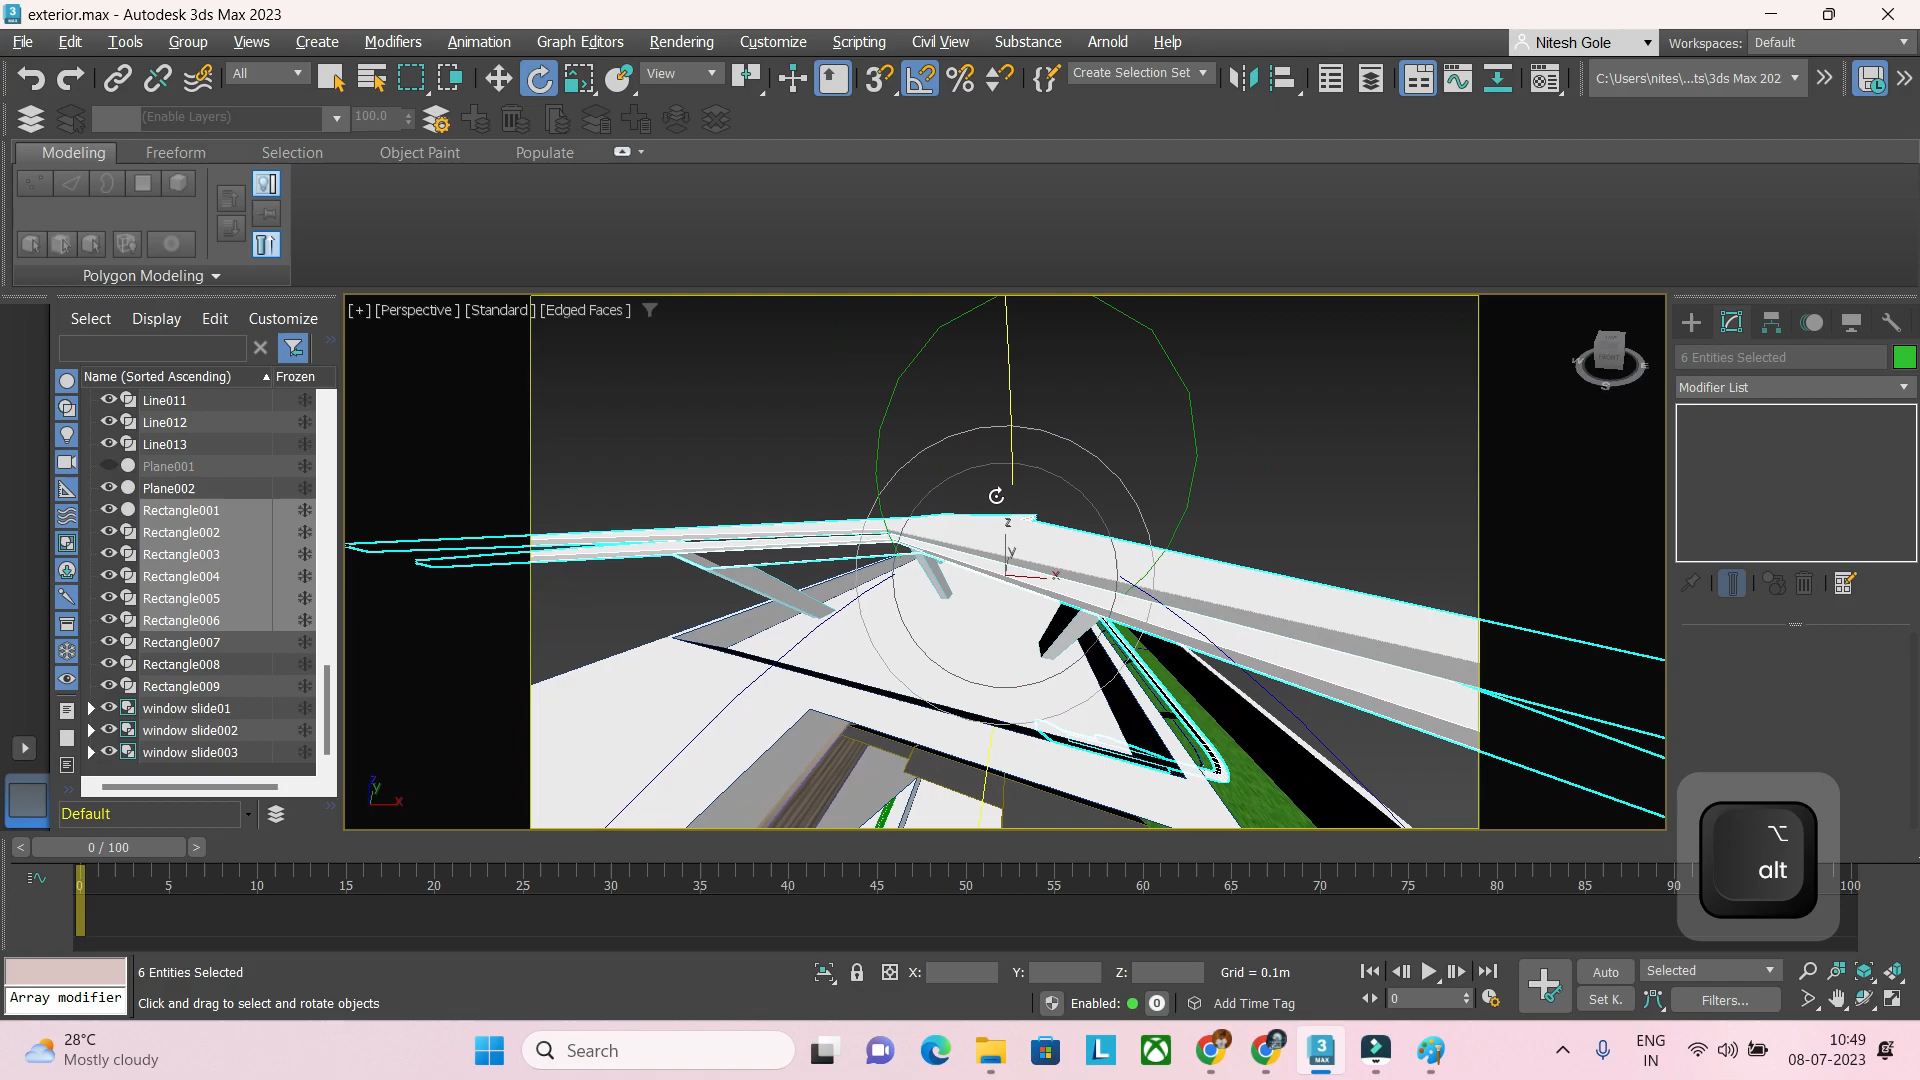 exterior.max - Autodesk 3ds Max 2023
File Edit Tools Group Views Create Modifiers Animation Graph Editors Rendering Customize Scripting Civil View Substance Arnold Help
Nitesh Gole Workspaces: Default
All View Create Selection Set C:\Users\nites\...ts\3ds Max 202
(Enable Layers) 100.0
Modeling Freeform Selection Object Paint Populate
Polygon Modeling
Select Display Edit Customize
[+] [Perspective ] [Standard ] [Edged Faces ]
6 Entities Selected
Name (Sorted Ascending) Frozen
Modifier List
Line011
Line012
Line013
Plane001
Plane002
Rectangle001
Rectangle002
Rectangle003
Rectangle004
Rectangle005
Rectangle006
Rectangle007
Rectangle008
Rectangle009
window slide01
window slide002
window slide003
FRONT
W
E
S
z
y
x
z
y
x
Default
alt
0 / 100
0 5 10 15 20 25 30 35 40 45 50 55 60 65 70 75 80 85 90 100
6 Entities Selected X: Y: Z: Grid = 0.1m Auto Selected
Array modifier Click and drag to select and rotate objects Enabled: 0 Add Time Tag 0 Set K. Filters...
28°C
Mostly cloudy
Search
ENG
IN
10:49
08-07-2023